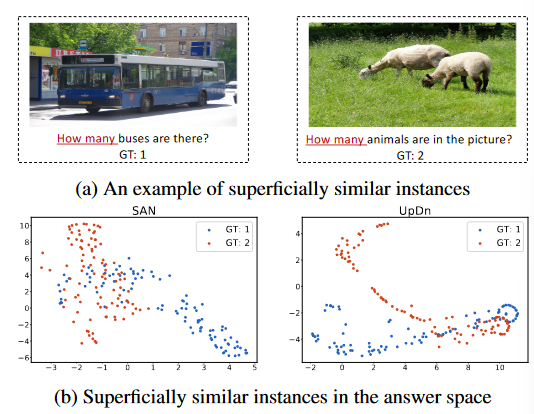 How many buses are there?
GT: 1
How many animals are in the picture?
GT: 2
(a) An example of superficially similar instances
SAN
GT: 1
GT: 2
10
8
6
4
2
0
−2
−4
−6
−3
−2
−1
0
1
2
3
4
5
UpDn
GT: 1
GT: 2
4
2
0
−2
−4
−2
0
2
4
6
8
10
(b) Superficially similar instances in the answer space